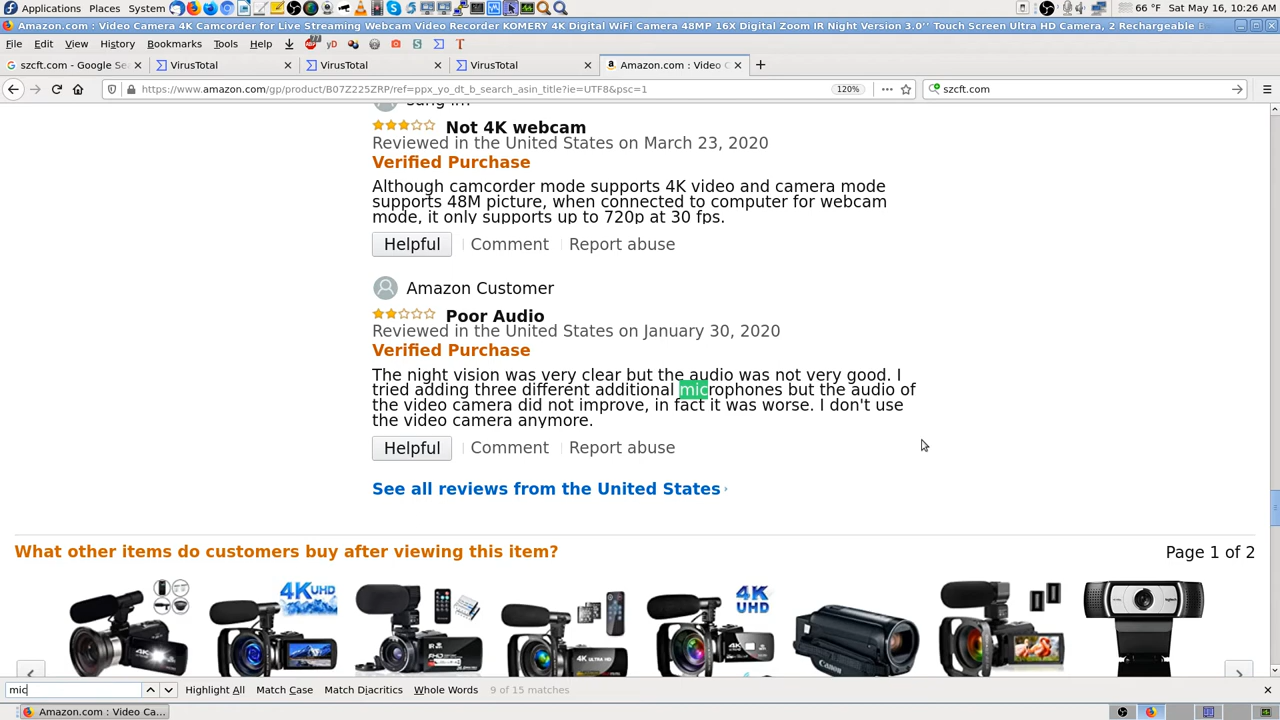 Applications Places System
66 °F Sat May 16, 10:26 AM
Amazon.com : Video Camera 4K Camcorder for Live Streaming Webcam Video Recorder KOMERY 4K Digital WiFi Camera 48MP 16X Digital Zoom IR Night Version 3.0'' Touch Screen Ultra HD Camera, 2 Rechargeable B
File Edit View History Bookmarks Tools Help
szcft.com - Google Se
VirusTotal
VirusTotal
VirusTotal
Amazon.com : Video C
https://www.amazon.com/gp/product/B07Z225ZRP/ref=ppx_yo_dt_b_search_asin_title?ie=UTF8&psc=1
120%
szcft.com
Sung Im
Not 4K webcam
Reviewed in the United States on March 23, 2020
Verified Purchase
Although camcorder mode supports 4K video and camera mode
supports 48M picture, when connected to computer for webcam
mode, it only supports up to 720p at 30 fps.
Helpful Comment Report abuse
Amazon Customer
Poor Audio
Reviewed in the United States on January 30, 2020
Verified Purchase
The night vision was very clear but the audio was not very good. I
tried adding three different additional microphones but the audio of
the video camera did not improve, in fact it was worse. I don't use
the video camera anymore.
Helpful Comment Report abuse
See all reviews from the United States
What other items do customers buy after viewing this item?
Page 1 of 2
4KUHD
4K
UHD
4K ULTRA HD
Canon
mic
Highlight All Match Case Match Diacritics Whole Words 9 of 15 matches
Amazon.com : Video Ca...